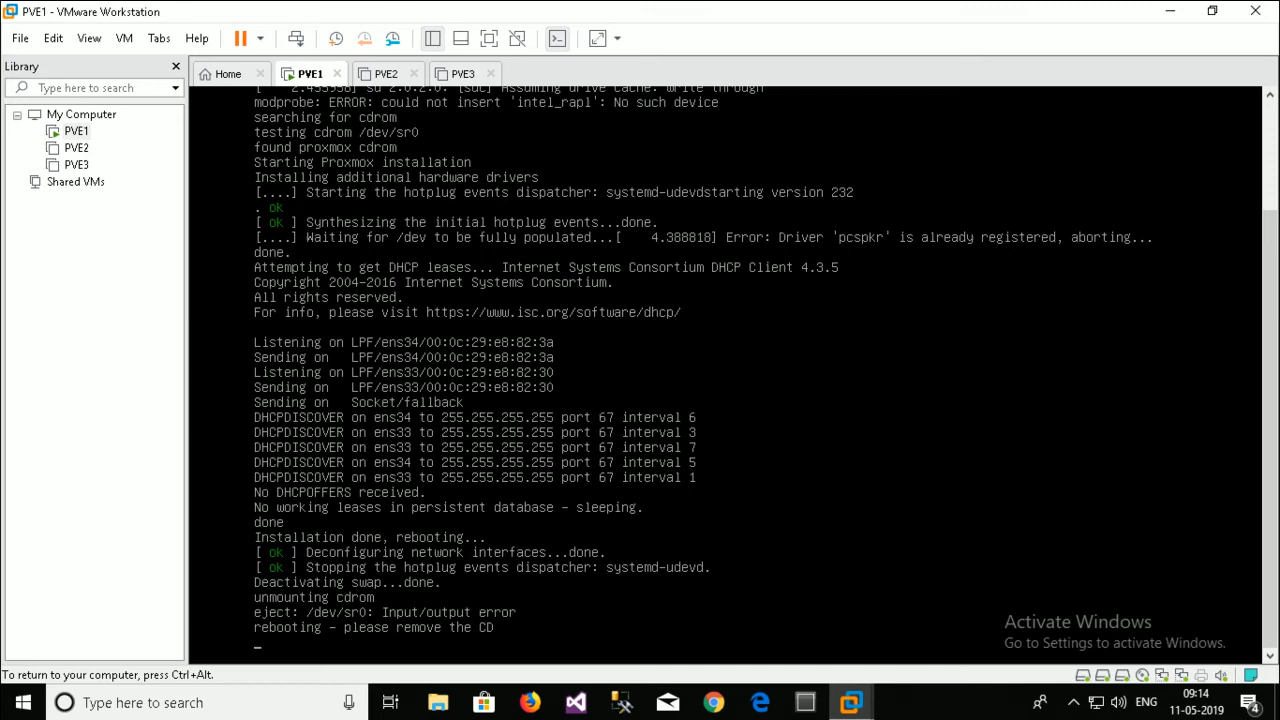 PVE1 - VMware Workstation
File Edit View VM Tabs Help
Library
Type here to search
My Computer
PVE1
PVE2
PVE3
Shared VMs
Home PVE1 PVE2 PVE3
[ 2.455958] sd 2:0:2:0: [sdc] Assuming drive cache: write through
modprobe: ERROR: could not insert 'intel_rapl': No such device
searching for cdrom
testing cdrom /dev/sr0
found proxmox cdrom
Starting Proxmox installation
Installing additional hardware drivers
[....] Starting the hotplug events dispatcher: systemd-udevdstarting version 232
. ok
[ ok ] Synthesizing the initial hotplug events...done.
[....] Waiting for /dev to be fully populated...[    4.388818] Error: Driver 'pcspkr' is already registered, aborting...
done.
Attempting to get DHCP leases... Internet Systems Consortium DHCP Client 4.3.5
Copyright 2004-2016 Internet Systems Consortium.
All rights reserved.
For info, please visit https://www.isc.org/software/dhcp/
Listening on LPF/ens34/00:0c:29:e8:82:3a
Sending on   LPF/ens34/00:0c:29:e8:82:3a
Listening on LPF/ens33/00:0c:29:e8:82:30
Sending on   LPF/ens33/00:0c:29:e8:82:30
Sending on   Socket/fallback
DHCPDISCOVER on ens34 to 255.255.255.255 port 67 interval 6
DHCPDISCOVER on ens33 to 255.255.255.255 port 67 interval 3
DHCPDISCOVER on ens33 to 255.255.255.255 port 67 interval 7
DHCPDISCOVER on ens34 to 255.255.255.255 port 67 interval 5
DHCPDISCOVER on ens33 to 255.255.255.255 port 67 interval 1
No DHCPOFFERS received.
No working leases in persistent database - sleeping.
done
Installation done, rebooting...
[ ok ] Deconfiguring network interfaces...done.
[ ok ] Stopping the hotplug events dispatcher: systemd-udevd.
Deactivating swap...done.
unmounting cdrom
eject: /dev/sr0: Input/output error
rebooting - please remove the CD
Activate Windows
Go to Settings to activate Windows.
To return to your computer, press Ctrl+Alt.
Type here to search
ENG
09:14
11-05-2019
4